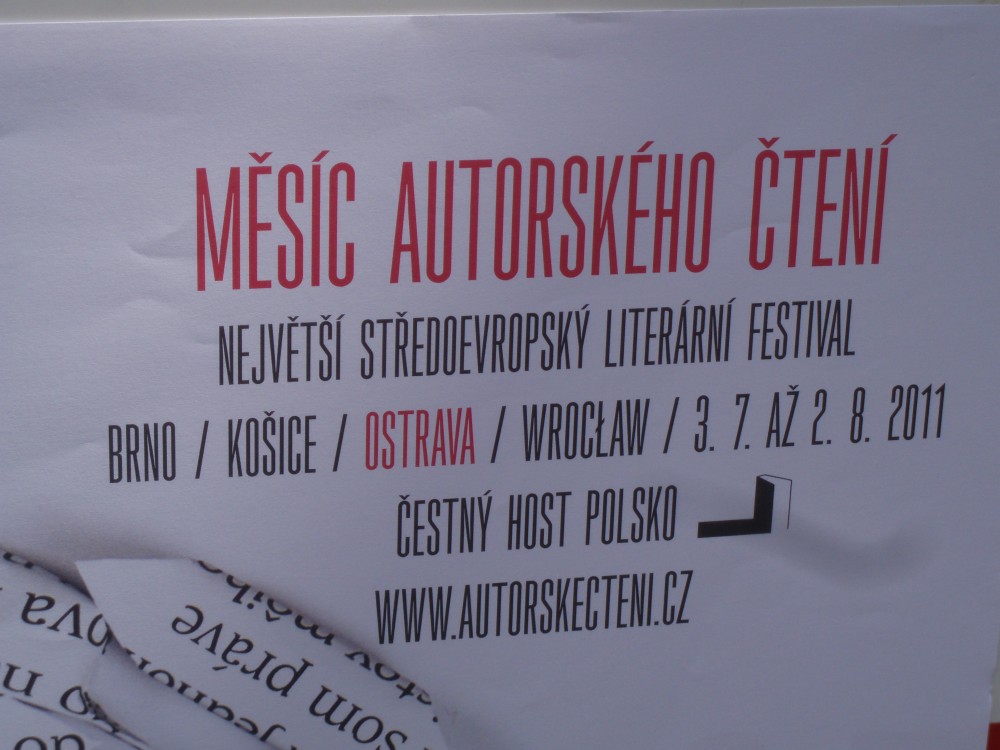 MĚSÍC AUTORSKÉHO ČTENÍ
NEJVĚTŠÍ STŘEDOEVROPSKÝ LITERÁRNÍ FESTIVAL
BRNO / KOŠICE / OSTRAVA / WROCŁAW / 3. 7. AŽ 2. 8. 2011
ČESTNÝ HOST POLSKO
WWW.AUTORSKECTENI.CZ
som práve